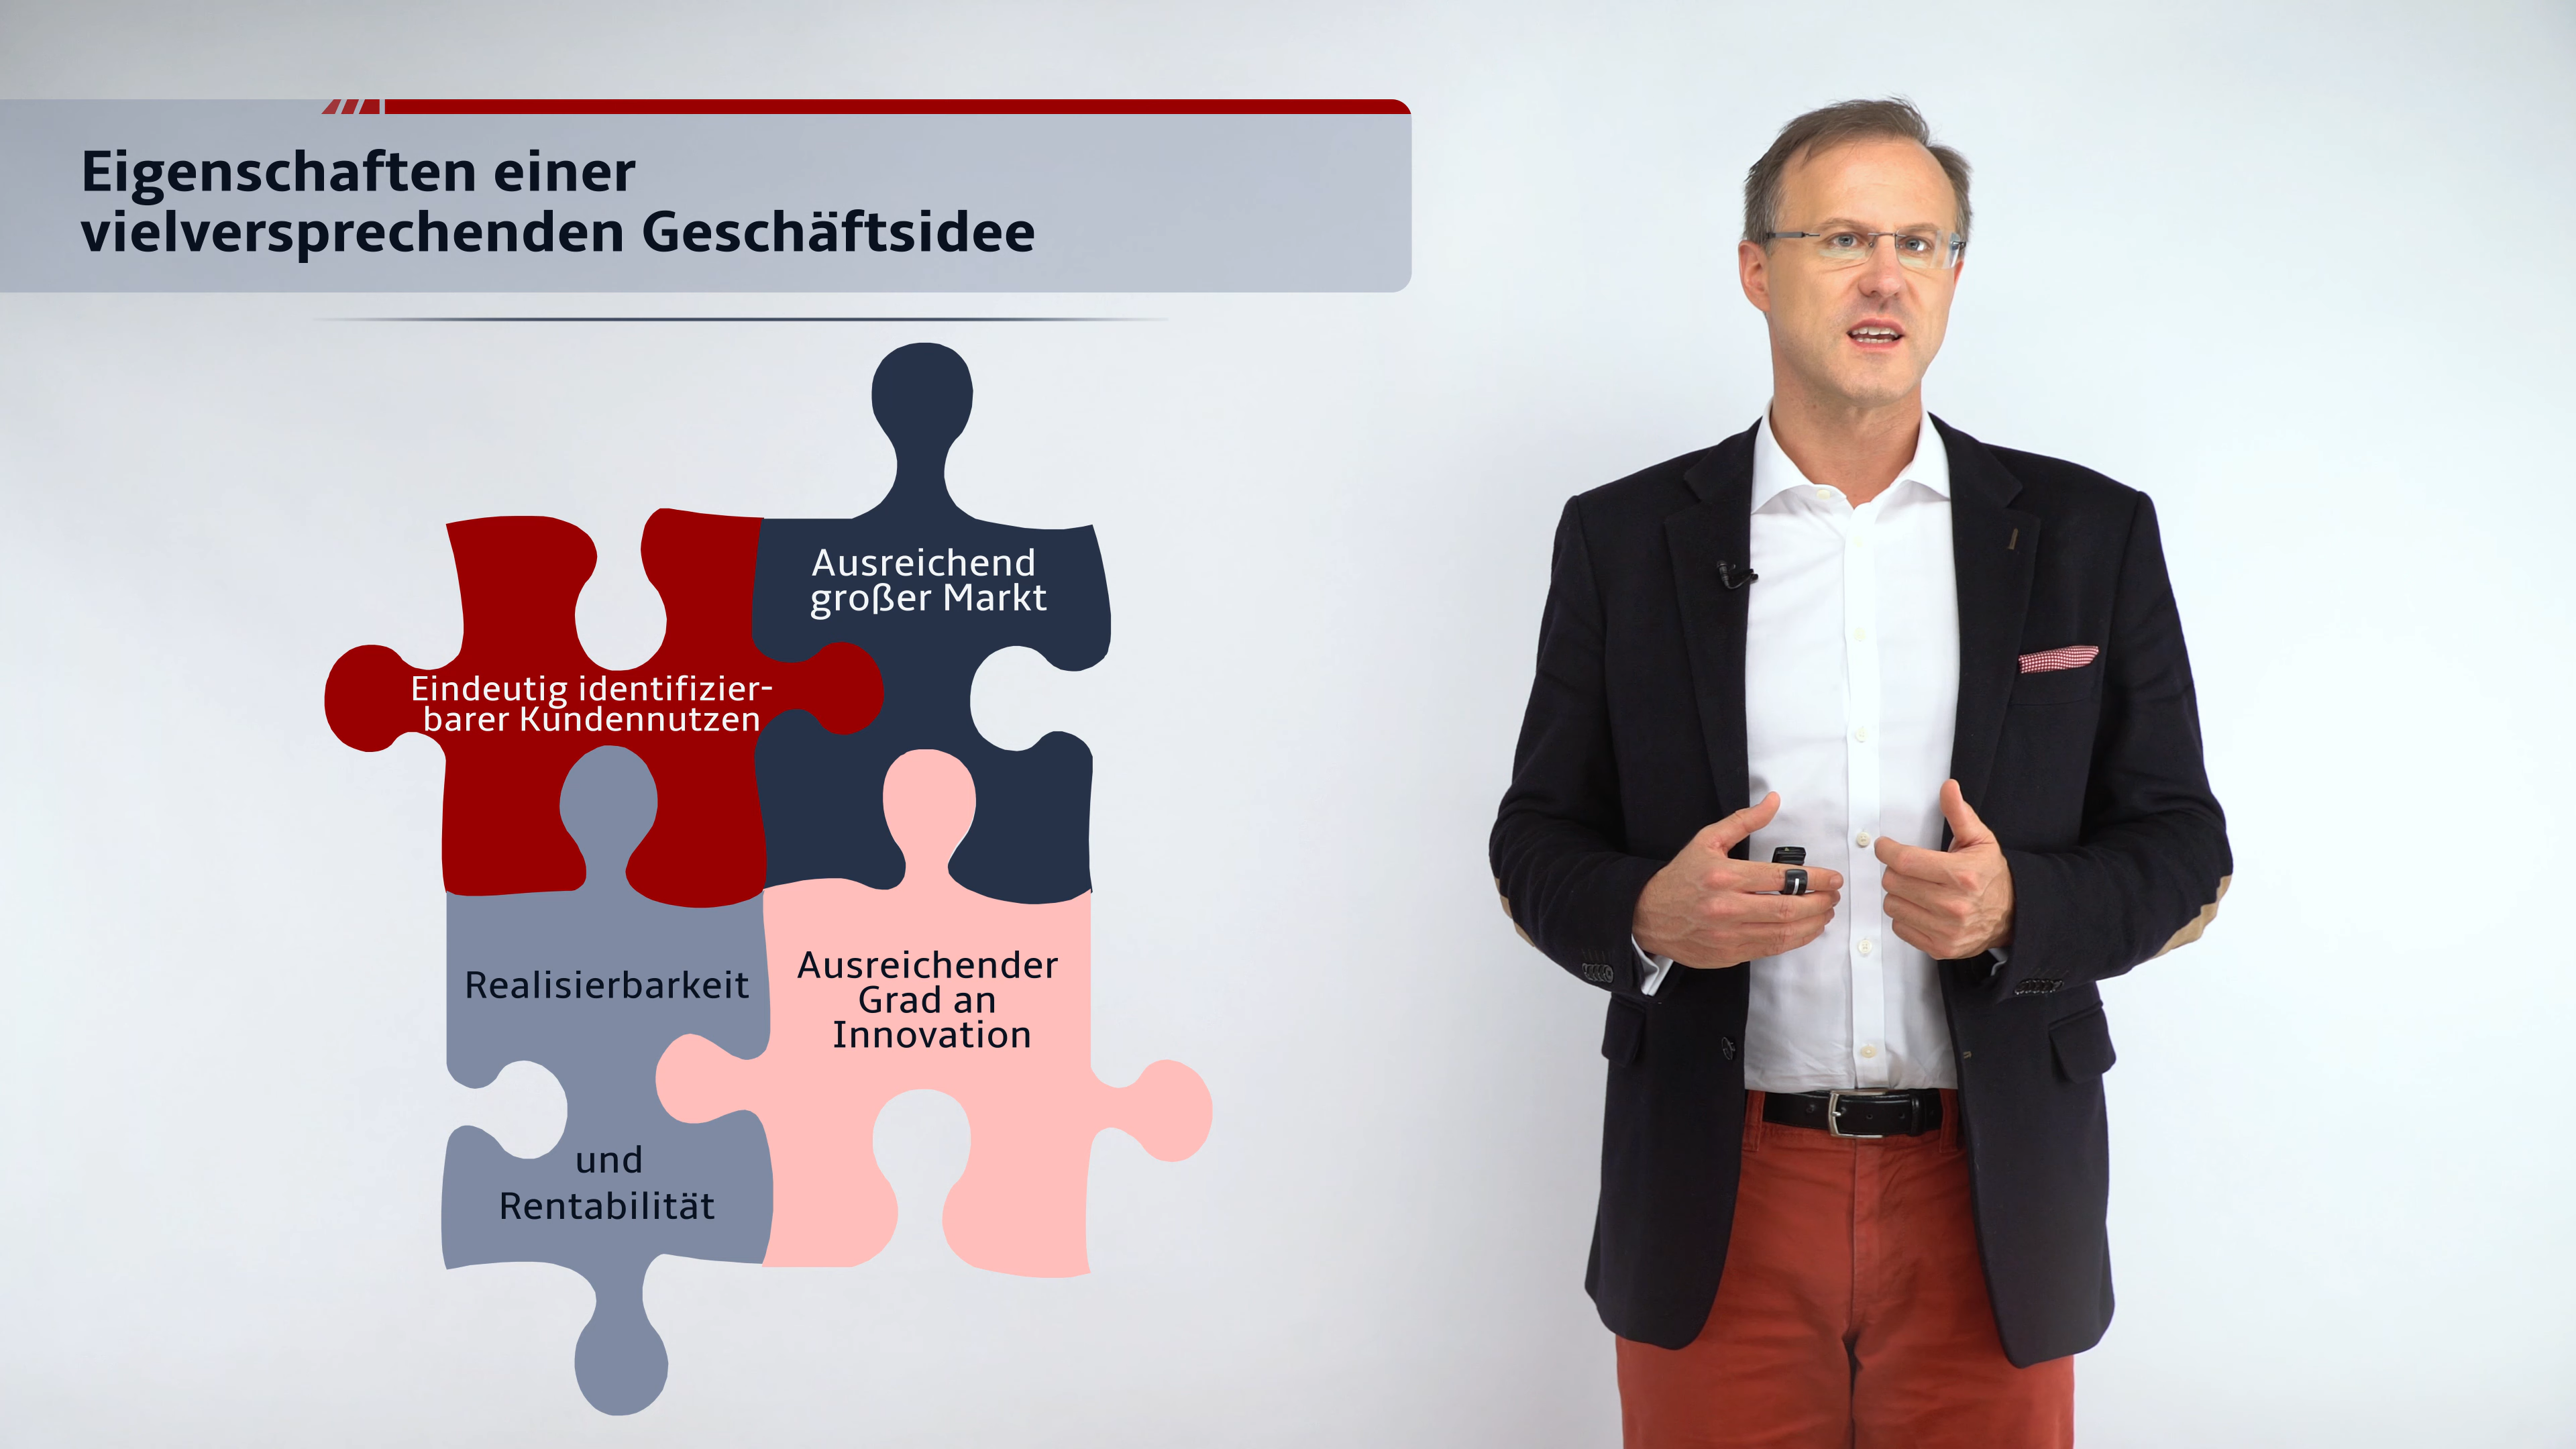 Eigenschaften einer
vielversprechenden Geschäftsidee
Eindeutig identifizier-
barer Kundennutzen
Ausreichend
großer Markt
Realisierbarkeit
und
Rentabilität
Ausreichender
Grad an
Innovation